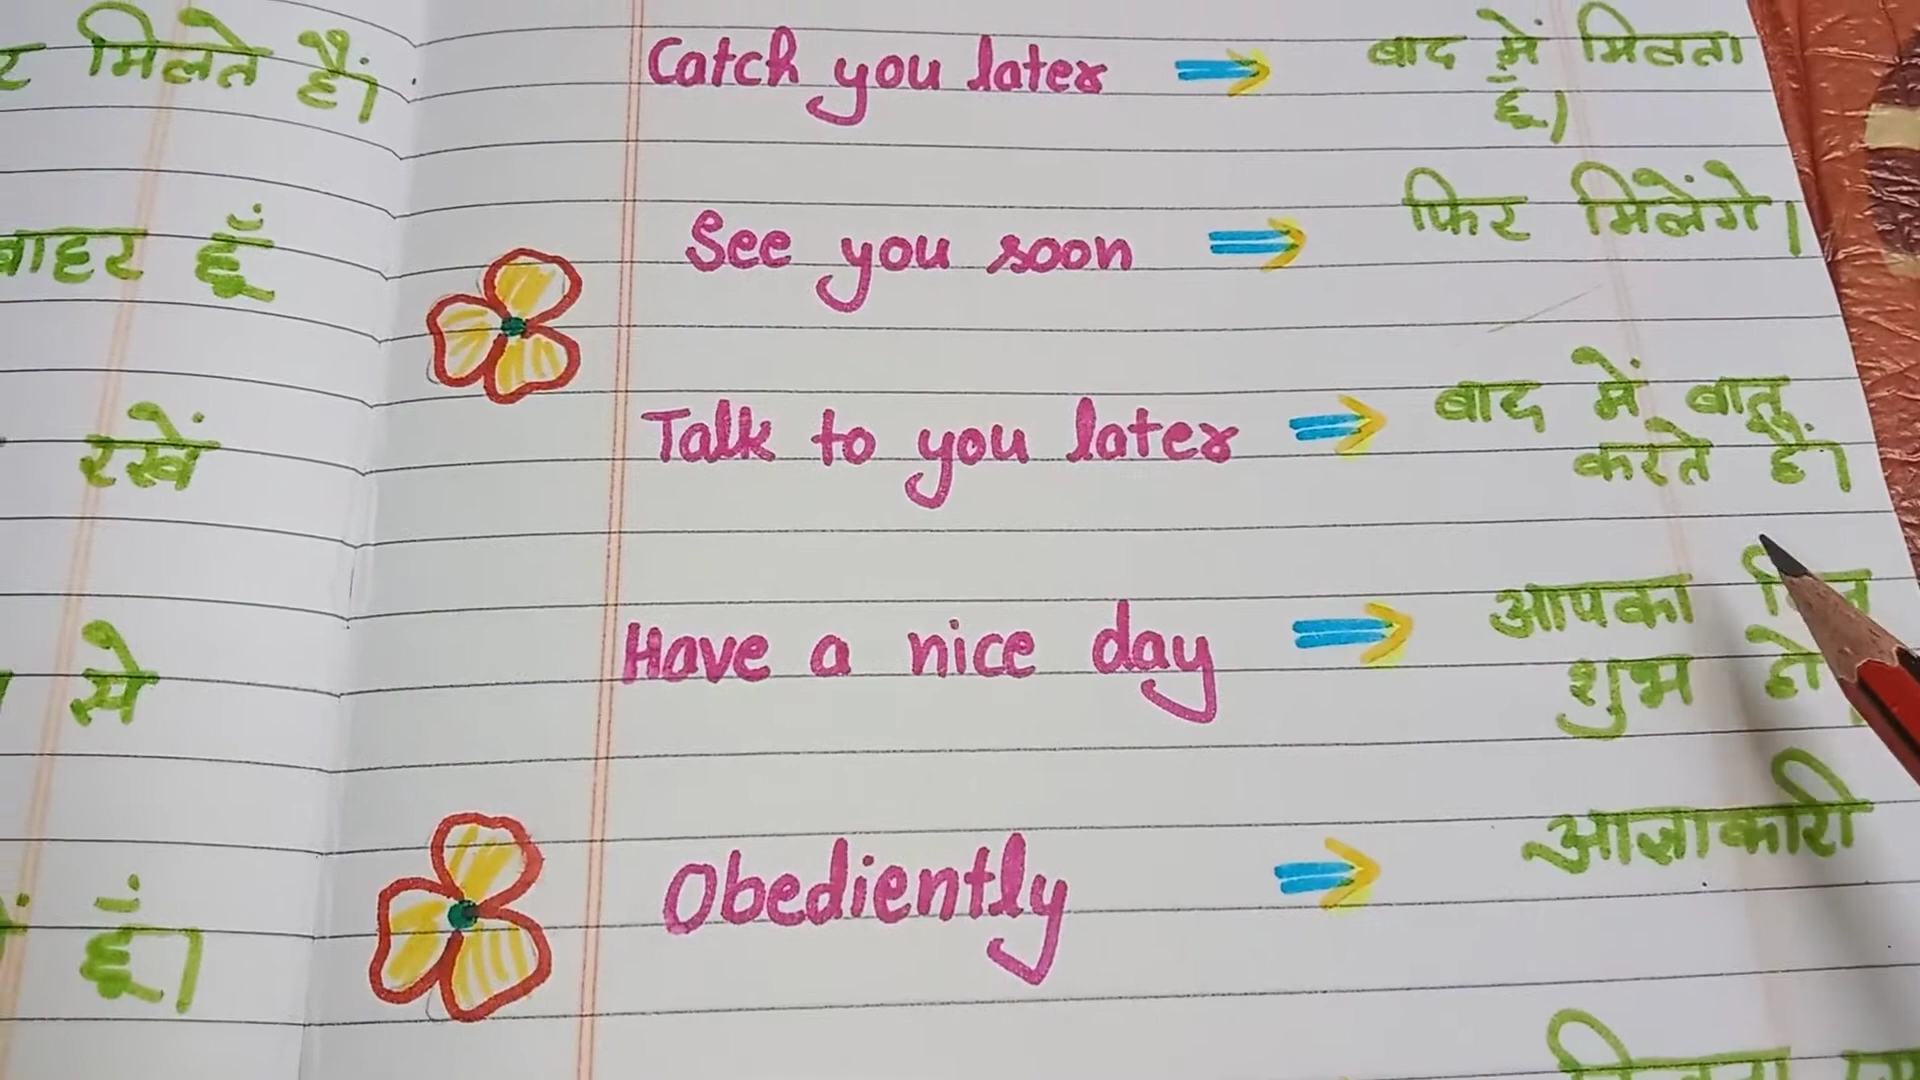 मिलते हैं।
Catch you later ⇒ बाद में मिलता
हूँ।
See you soon ⇒ फिर मिलेंगे।
बाहर हूँ
Talk to you later ⇒ बाद में बात
करते हैं।
रखें
Have a nice day ⇒ आपका
शुभ हो
से
Obediently ⇒ आज्ञाकारी
हूँ।